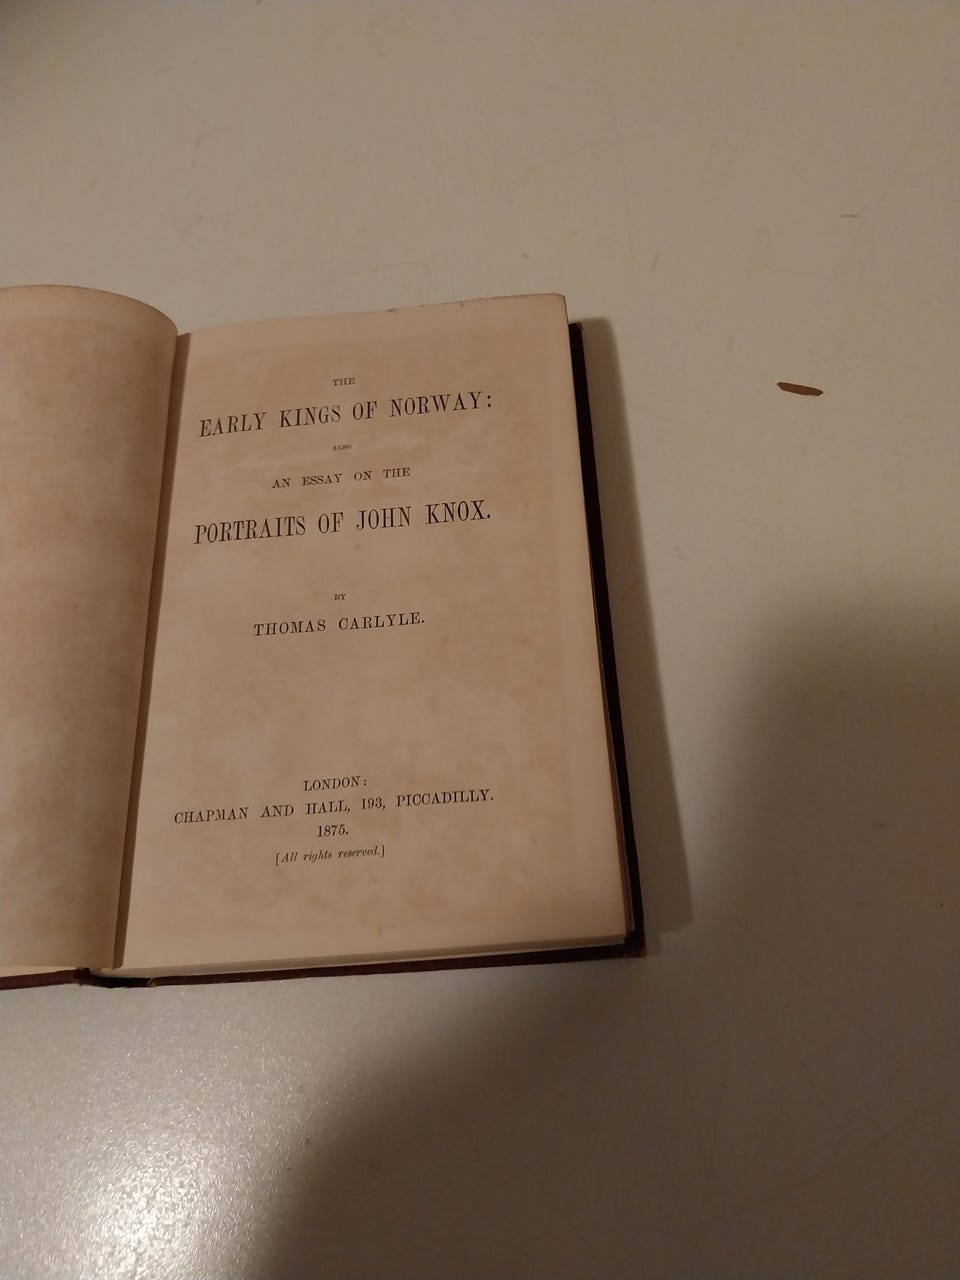 THE
EARLY KINGS OF NORWAY:
ALSO
AN ESSAY ON THE
PORTRAITS OF JOHN KNOX.
BY
THOMAS CARLYLE.
LONDON:
CHAPMAN AND HALL, 193, PICCADILLY.
1875.
[All rights reserved.]